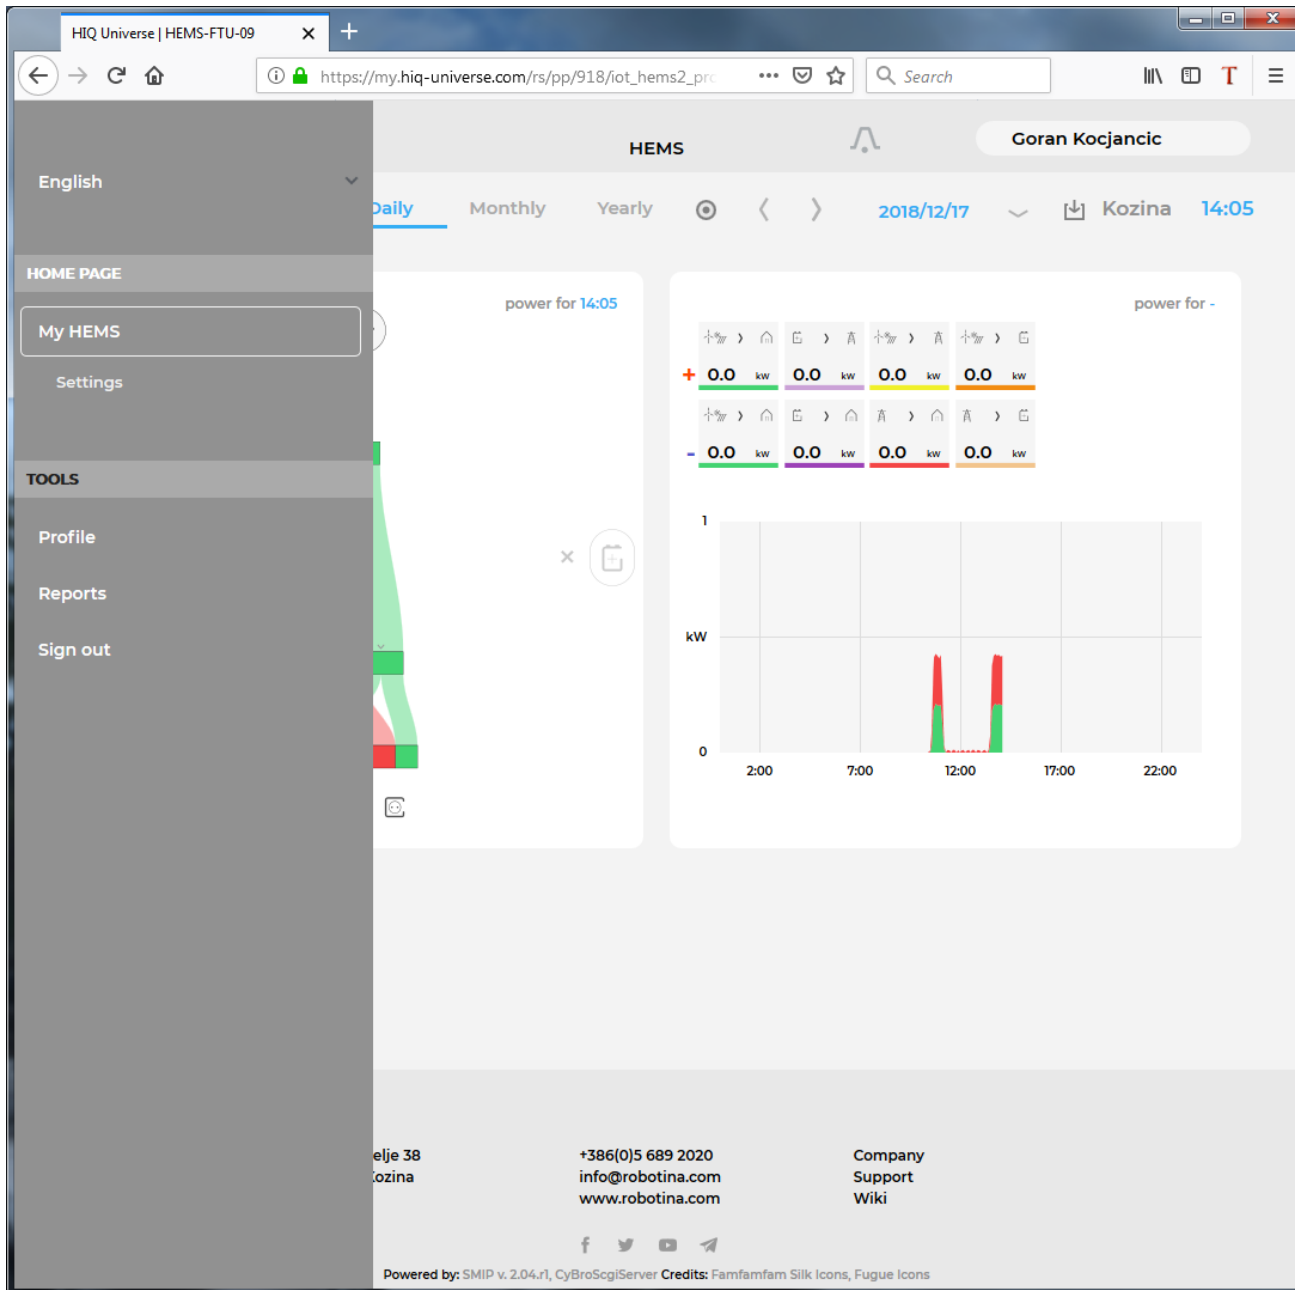 HIQ Universe | HEMS-FTU-09
https://my.hiq-universe.com/rs/pp/918/iot_hems2_pro
Search
HEMS
Goran Kocjancic
English
Daily Monthly Yearly 2018/12/17 Kozina 14:05
HOME PAGE
My HEMS
Settings
TOOLS
Profile
Reports
Sign out
power for 14:05
power for -
+ 0.0 kw 0.0 kw 0.0 kw 0.0 kw
- 0.0 kw 0.0 kw 0.0 kw 0.0 kw
1
kW
0
2:00 7:00 12:00 17:00 22:00
elje 38
Kozina
+386(0)5 689 2020
info@robotina.com
www.robotina.com
Company
Support
Wiki
Powered by: SMIP v. 2.04.r1, CyBroScgiServer Credits: Famfamfam Silk Icons, Fugue Icons